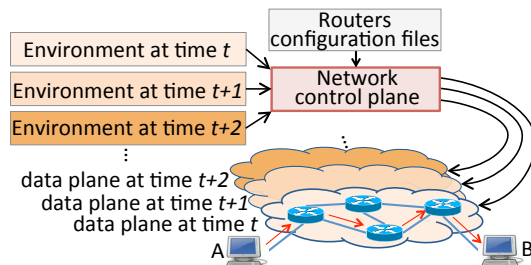 Routers
configuration files
Environment at time t
Environment at time t+1
Environment at time t+2
Network
control plane
...
...
data plane at time t+2
data plane at time t+1
data plane at time t
A
B